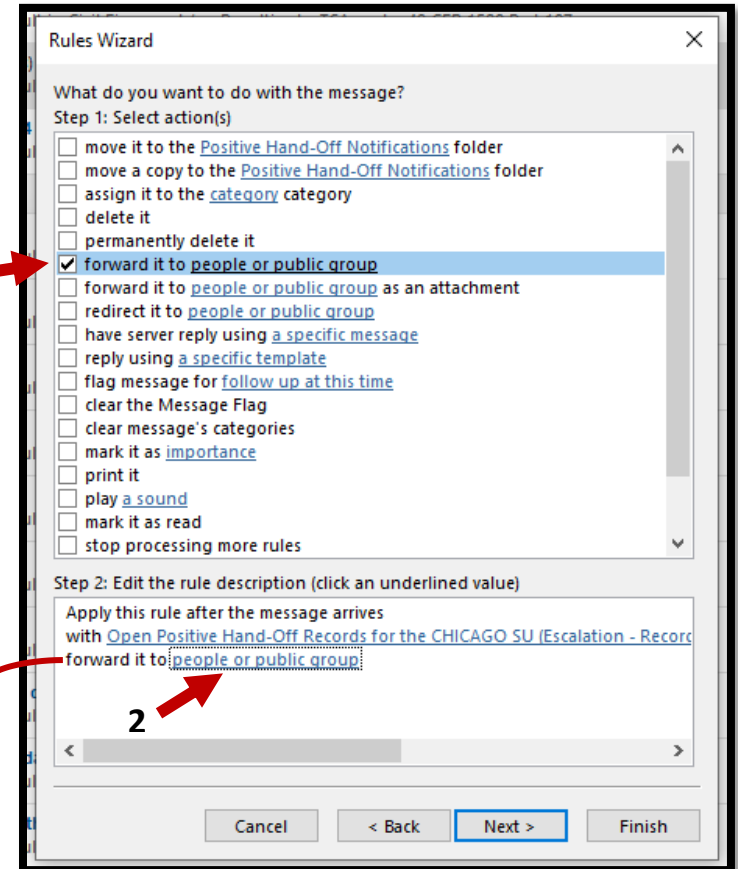 Rules Wizard
What do you want to do with the message?
Step 1: Select action(s)
move it to the Positive Hand-Off Notifications folder
move a copy to the Positive Hand-Off Notifications folder
assign it to the category category
delete it
permanently delete it
forward it to people or public group
forward it to people or public group as an attachment
redirect it to people or public group
have server reply using a specific message
reply using a specific template
flag message for follow up at this time
clear the Message Flag
clear message's categories
mark it as importance
print it
play a sound
mark it as read
stop processing more rules
Step 2: Edit the rule description (click an underlined value)
Apply this rule after the message arrives
with Open Positive Hand-Off Records for the CHICAGO SU (Escalation - Record
forward it to people or public group
2
Cancel < Back Next > Finish